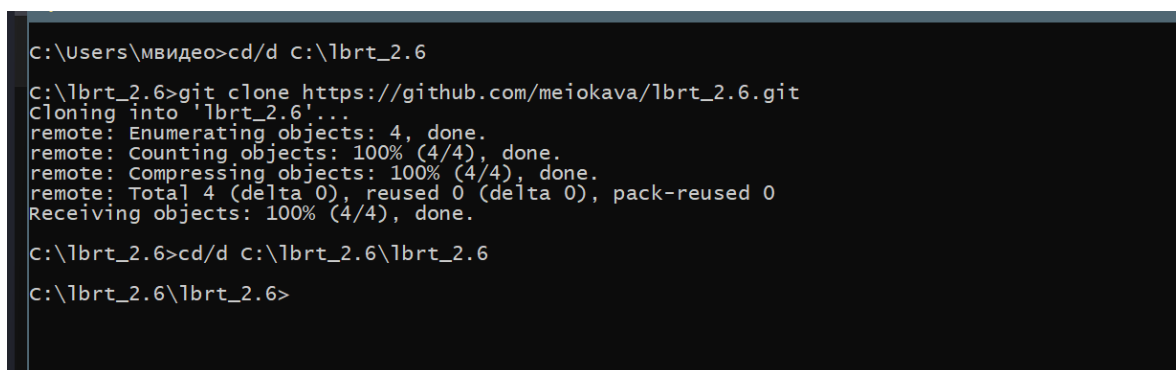 C:\Users\мвидео>cd/d C:\lbrt_2.6
C:\lbrt_2.6>git clone https://github.com/meiokava/lbrt_2.6.git
Cloning into 'lbrt_2.6'...
remote: Enumerating objects: 4, done.
remote: Counting objects: 100% (4/4), done.
remote: Compressing objects: 100% (4/4), done.
remote: Total 4 (delta 0), reused 0 (delta 0), pack-reused 0
Receiving objects: 100% (4/4), done.
C:\lbrt_2.6>cd/d C:\lbrt_2.6\lbrt_2.6
C:\lbrt_2.6\lbrt_2.6>